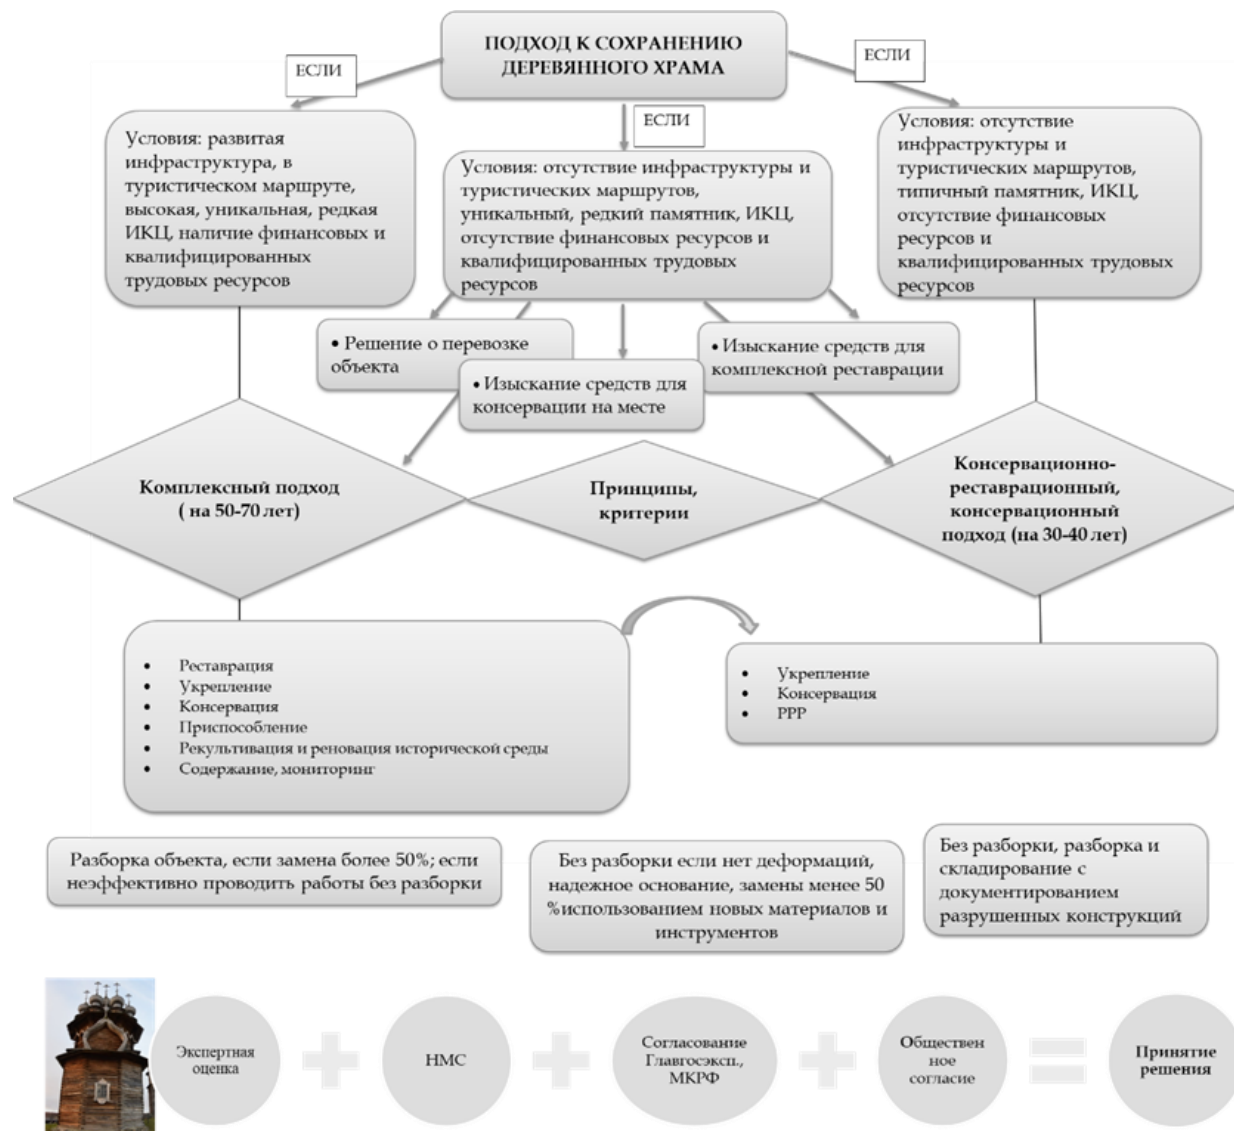 ПОДХОД К СОХРАНЕНИЮ
ДЕРЕВЯННОГО ХРАМА
ЕСЛИ
ЕСЛИ
ЕСЛИ
Условия: развитая
инфраструктура, в
туристическом маршруте,
высокая, уникальная, редкая
ИКЦ, наличие финансовых и
квалифицированных
трудовых ресурсов
Условия: отсутствие инфраструктуры и
туристических маршрутов,
уникальный, редкий памятник, ИКЦ,
отсутствие финансовых ресурсов и
квалифицированных трудовых
ресурсов
Условия: отсутствие
инфраструктуры и
туристических маршрутов,
типичный памятник, ИКЦ,
отсутствие финансовых
ресурсов и
квалифицированных трудовых
ресурсов
• Решение о перевозке
объекта
• Изыскание средств для
консервации на месте
• Изыскание средств для
комплексной реставрации
Комплексный подход
( на 50-70 лет)
Принципы,
критерии
Консервационно-
реставрационный,
консервационный
подход (на 30-40 лет)
• Реставрация
• Укрепление
• Консервация
• Приспособление
• Рекультивация и реновация исторической среды
• Содержание, мониторинг
• Укрепление
• Консервация
• РРР
Разборка объекта, если замена более 50%; если
неэффективно проводить работы без разборки
Без разборки если нет деформаций,
надежное основание, замены менее 50
%использованием новых материалов и
инструментов
Без разборки, разборка и
складирование с
документированием
разрушенных конструкций
Экспертная
оценка
НМС
Согласование
Главгосэксп.,
МКРФ
Обществен
ное
согласие
Принятие
решения